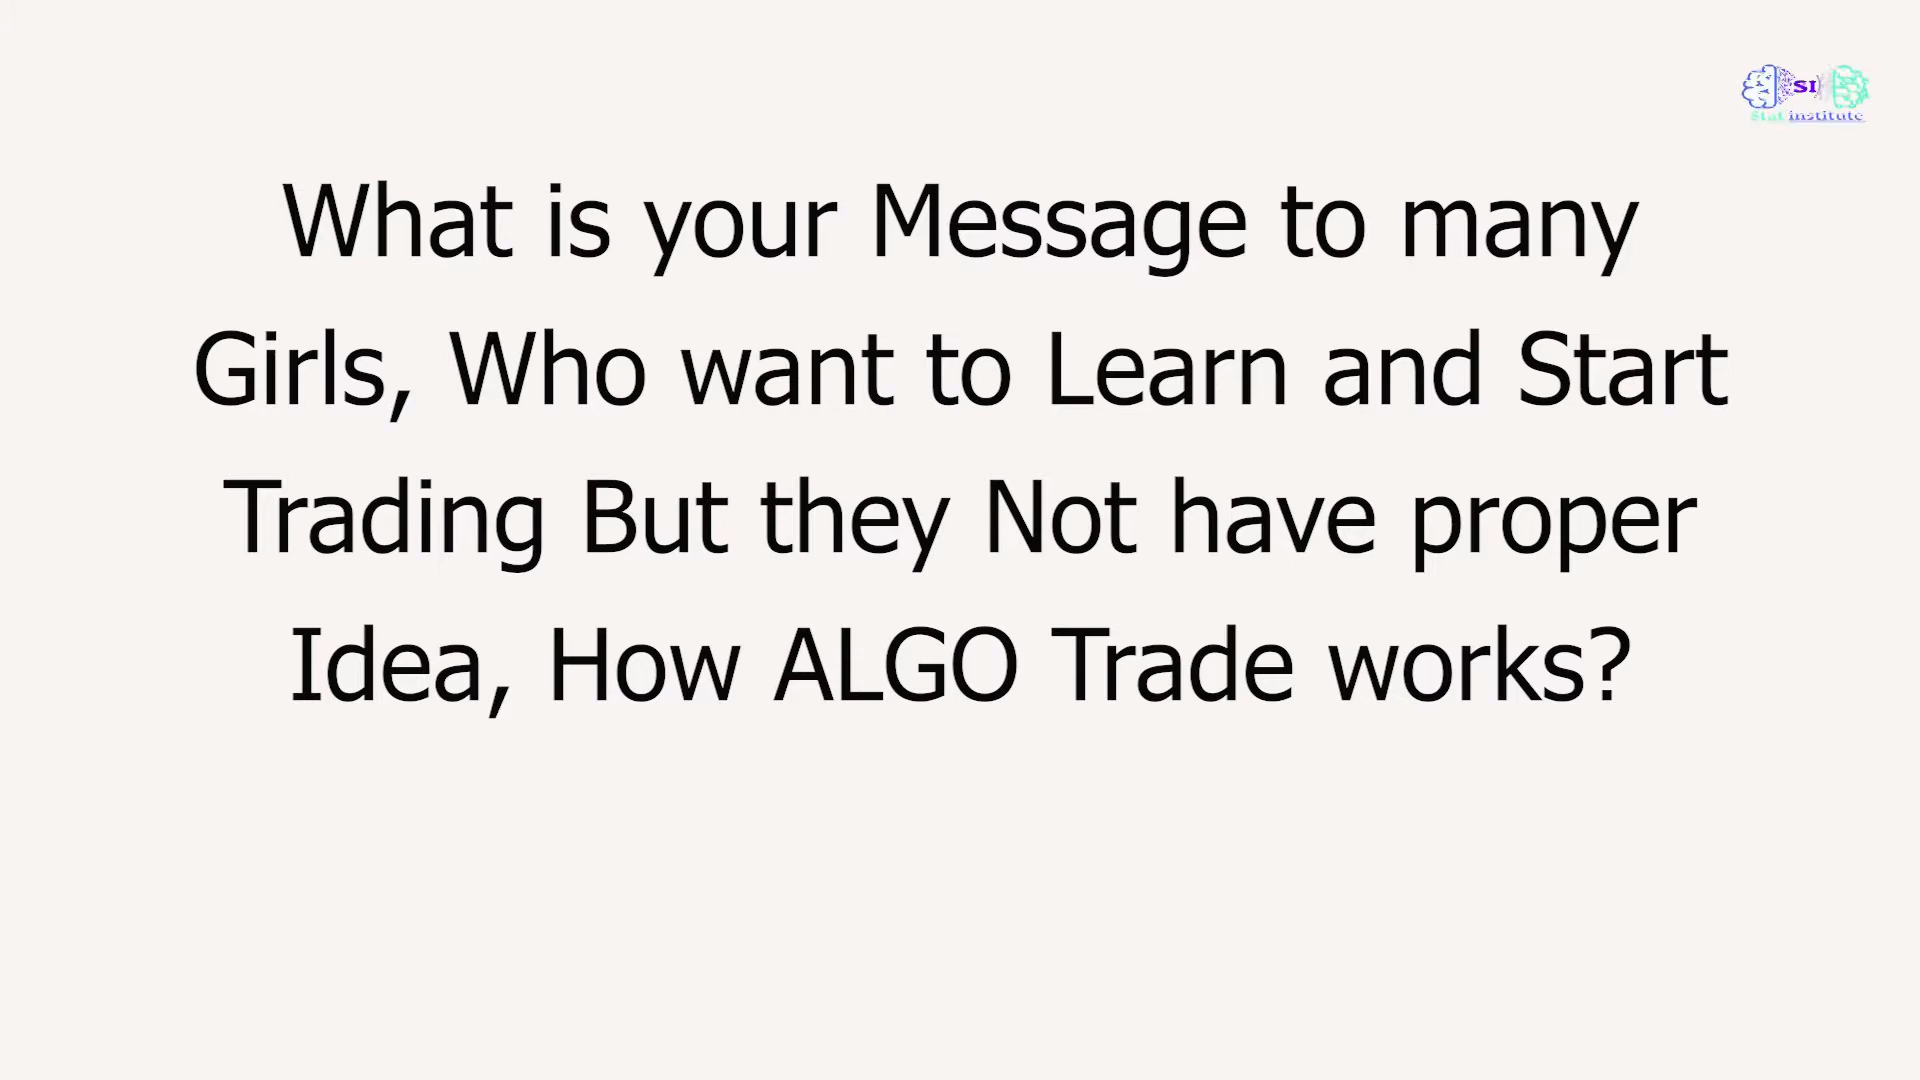 SI
Stat institute
What is your Message to many
Girls, Who want to Learn and Start
Trading But they Not have proper
Idea, How ALGO Trade works?